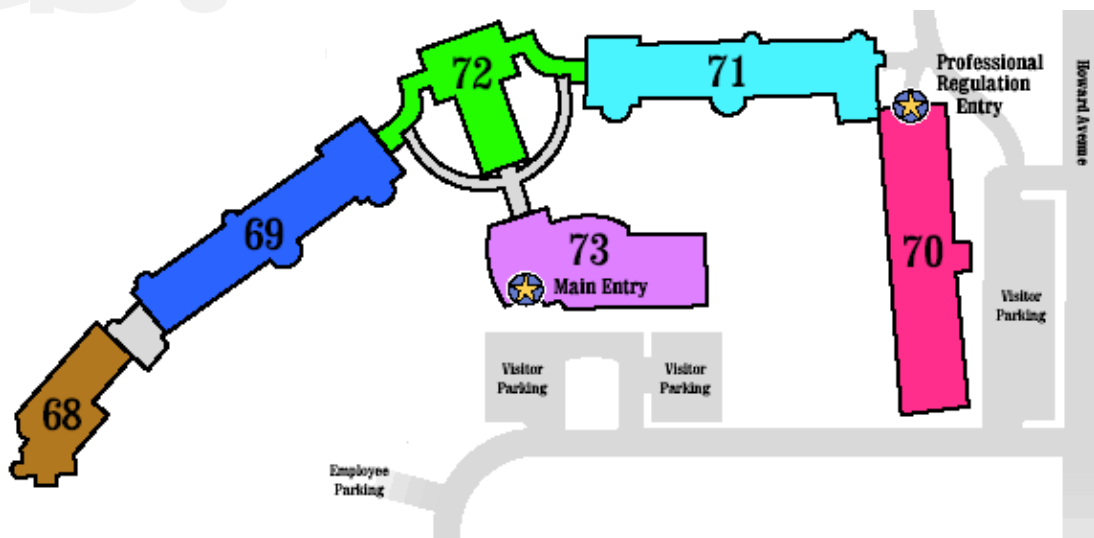 72
71
Professional
Regulation
Entry
Howard Avenue
69
73
Main Entry
70
Visitor
Parking
Visitor
Parking
Visitor
Parking
68
Employee
Parking